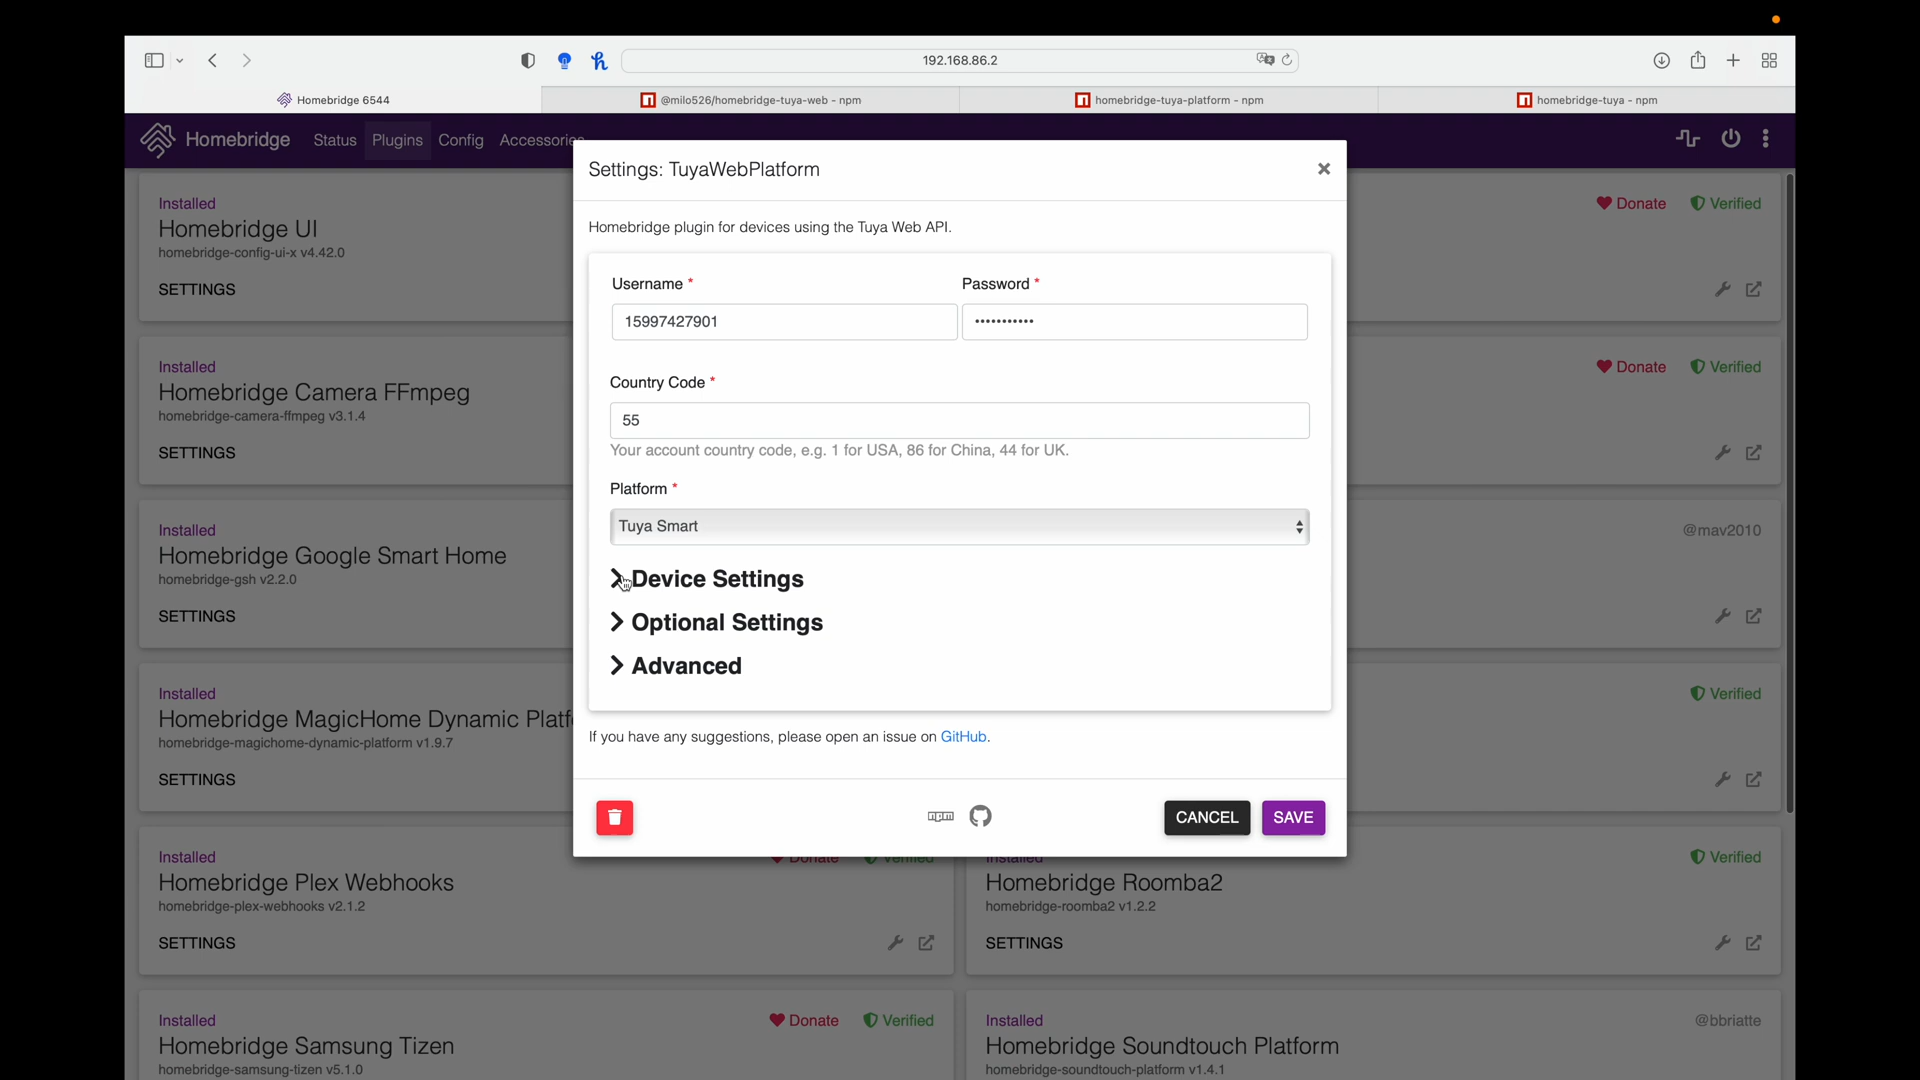 192.168.86.2
Homebridge 6544
@milo526/homebridge-tuya-web - npm
homebridge-tuya-platform - npm
homebridge-tuya - npm
Homebridge
Status
Plugins
Config
Accessories
Settings: TuyaWebPlatform
Homebridge plugin for devices using the Tuya Web API.
Username *
Password *
15997427901
•••••••••••
Country Code *
55
Your account country code, e.g. 1 for USA, 86 for China, 44 for UK.
Platform *
Tuya Smart
Device Settings
Optional Settings
Advanced
If you have any suggestions, please open an issue on GitHub.
npm
CANCEL
SAVE
Installed
Homebridge UI
homebridge-config-ui-x v4.42.0
SETTINGS
Donate
Verified
Installed
Homebridge Camera FFmpeg
homebridge-camera-ffmpeg v3.1.4
SETTINGS
Donate
Verified
Installed
Homebridge Google Smart Home
homebridge-gsh v2.2.0
SETTINGS
@mav2010
Installed
Homebridge MagicHome Dynamic Platf
homebridge-magichome-dynamic-platform v1.9.7
SETTINGS
Verified
Installed
Donate
Verified
Homebridge Plex Webhooks
homebridge-plex-webhooks v2.1.2
SETTINGS
Installed
Verified
Homebridge Roomba2
homebridge-roomba2 v1.2.2
SETTINGS
Installed
Donate
Verified
Homebridge Samsung Tizen
homebridge-samsung-tizen v5.1.0
Installed
@bbriatte
Homebridge Soundtouch Platform
homebridge-soundtouch-platform v1.4.1